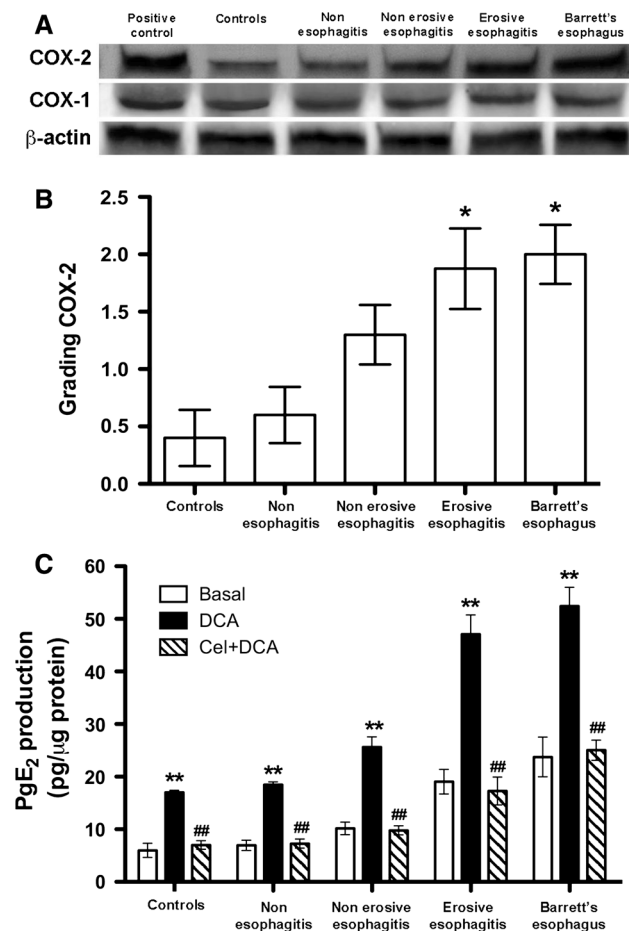 A
Positive control
Controls
Non esophagitis
Non erosive esophagitis
Erosive esophagitis
Barrett's esophagus
COX-2
COX-1
β-actin
B
Grading COX-2
2.5
2.0
1.5
1.0
0.5
0.0
*
*
Controls
Non esophagitis
Non erosive esophagitis
Erosive esophagitis
Barrett's esophagus
C
PgE2 production
(pg/μg protein)
60
50
40
30
20
10
0
Basal
DCA
Cel+DCA
**
##
**
##
**
##
**
##
**
##
Controls
Non esophagitis
Non erosive esophagitis
Erosive esophagitis
Barrett's esophagus